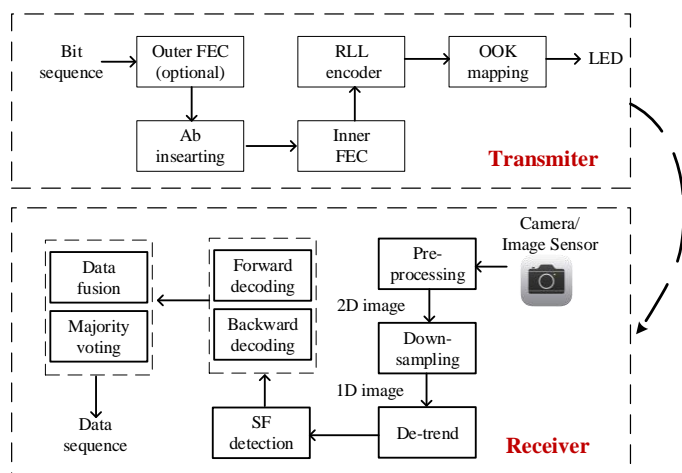 Bit
sequence
Outer FEC
(optional)
RLL
encoder
OOK
mapping
LED
Ab
insearting
Inner
FEC
Transmiter
Camera/
Image Sensor
Pre-
processing
2D image
Down-
sampling
1D image
De-trend
SF
detection
Forward
decoding
Backward
decoding
Data
fusion
Majority
voting
Data
sequence
Receiver